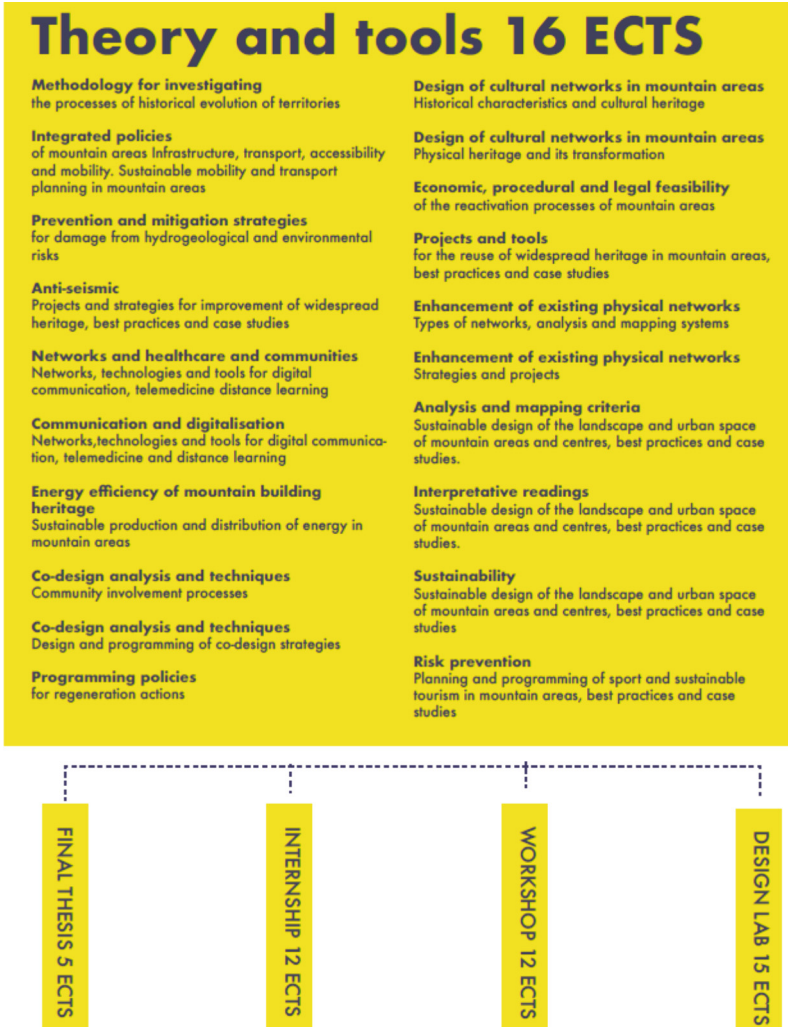 Theory and tools 16 ECTS
Methodology for investigating
the processes of historical evolution of territories
Integrated policies
of mountain areas Infrastructure, transport, accessibility
and mobility. Sustainable mobility and transport
planning in mountain areas
Prevention and mitigation strategies
for damage from hydrogeological and environmental
risks
Anti-seismic
Projects and strategies for improvement of widespread
heritage, best practices and case studies
Networks and healthcare and communities
Networks, technologies and tools for digital
communication, telemedicine distance learning
Communication and digitalisation
Networks,technologies and tools for digital communica-
tion, telemedicine and distance learning
Energy efficiency of mountain building
heritage
Sustainable production and distribution of energy in
mountain areas
Co-design analysis and techniques
Community involvement processes
Co-design analysis and techniques
Design and programming of co-design strategies
Programming policies
for regeneration actions
Design of cultural networks in mountain areas
Historical characteristics and cultural heritage
Design of cultural networks in mountain areas
Physical heritage and its transformation
Economic, procedural and legal feasibility
of the reactivation processes of mountain areas
Projects and tools
for the reuse of widespread heritage in mountain areas,
best practices and case studies
Enhancement of existing physical networks
Types of networks, analysis and mapping systems
Enhancement of existing physical networks
Strategies and projects
Analysis and mapping criteria
Sustainable design of the landscape and urban space
of mountain areas and centres, best practices and case
studies.
Interpretative readings
Sustainable design of the landscape and urban space
of mountain areas and centres, best practices and case
studies.
Sustainability
Sustainable design of the landscape and urban space
of mountain areas and centres, best practices and case
studies
Risk prevention
Planning and programming of sport and sustainable
tourism in mountain areas, best practices and case
studies
FINAL THESIS 5 ECTS
INTERNSHIP 12 ECTS
WORKSHOP 12 ECTS
DESIGN LAB 15 ECTS